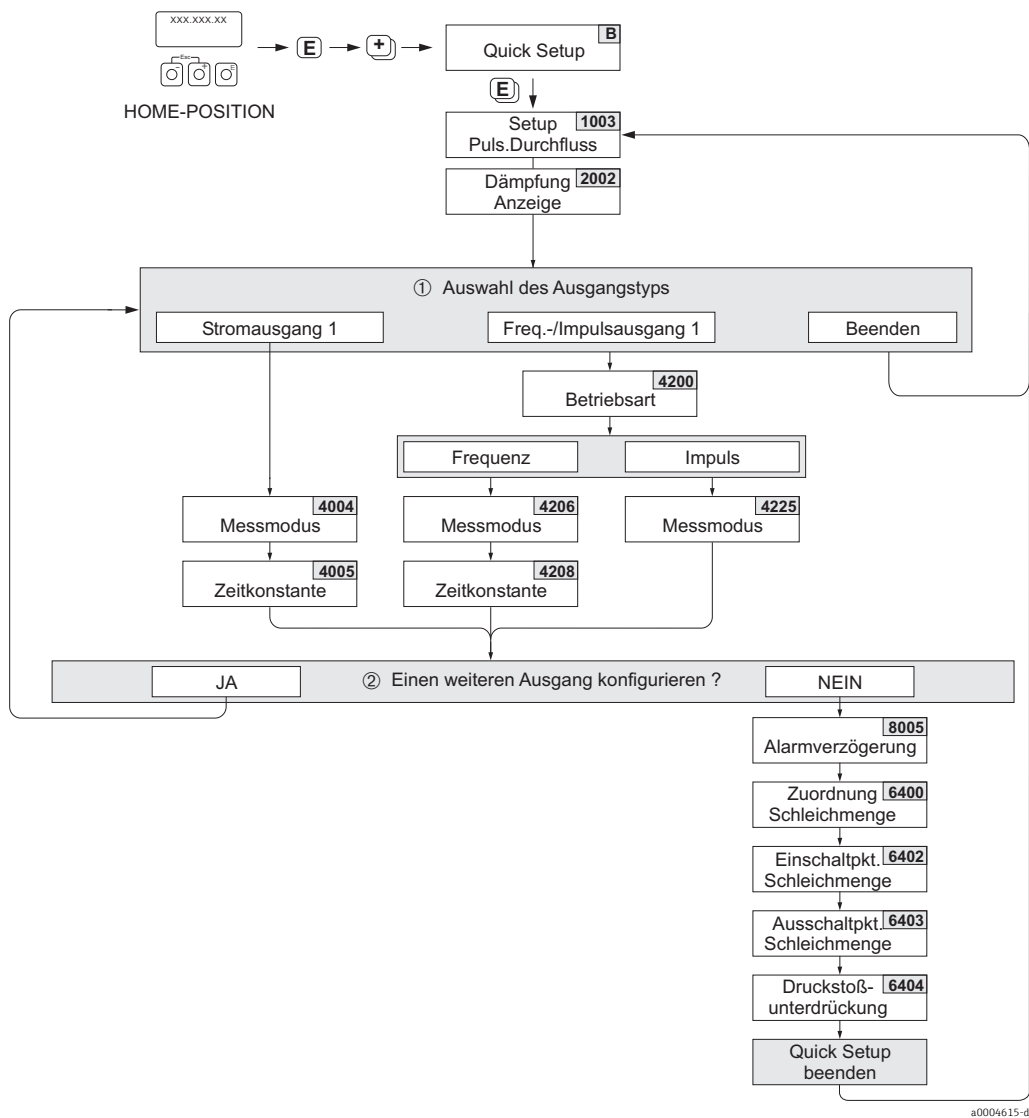 XXX.XXX.XX
Esc
- + E
HOME-POSITION
E
+
B
Quick Setup
E
Setup 1003
Puls.Durchfluss
Dämpfung 2002
Anzeige
① Auswahl des Ausgangstyps
Stromausgang 1
Freq.-/Impulsausgang 1
Beenden
4200
Betriebsart
Frequenz
Impuls
4004
Messmodus
4206
Messmodus
4225
Messmodus
4005
Zeitkonstante
4208
Zeitkonstante
JA
② Einen weiteren Ausgang konfigurieren ?
NEIN
8005
Alarmverzögerung
Zuordnung 6400
Schleichmenge
Einschaltpkt. 6402
Schleichmenge
Ausschaltpkt. 6403
Schleichmenge
Druckstoß- 6404
unterdrückung
Quick Setup
beenden
a0004615-d